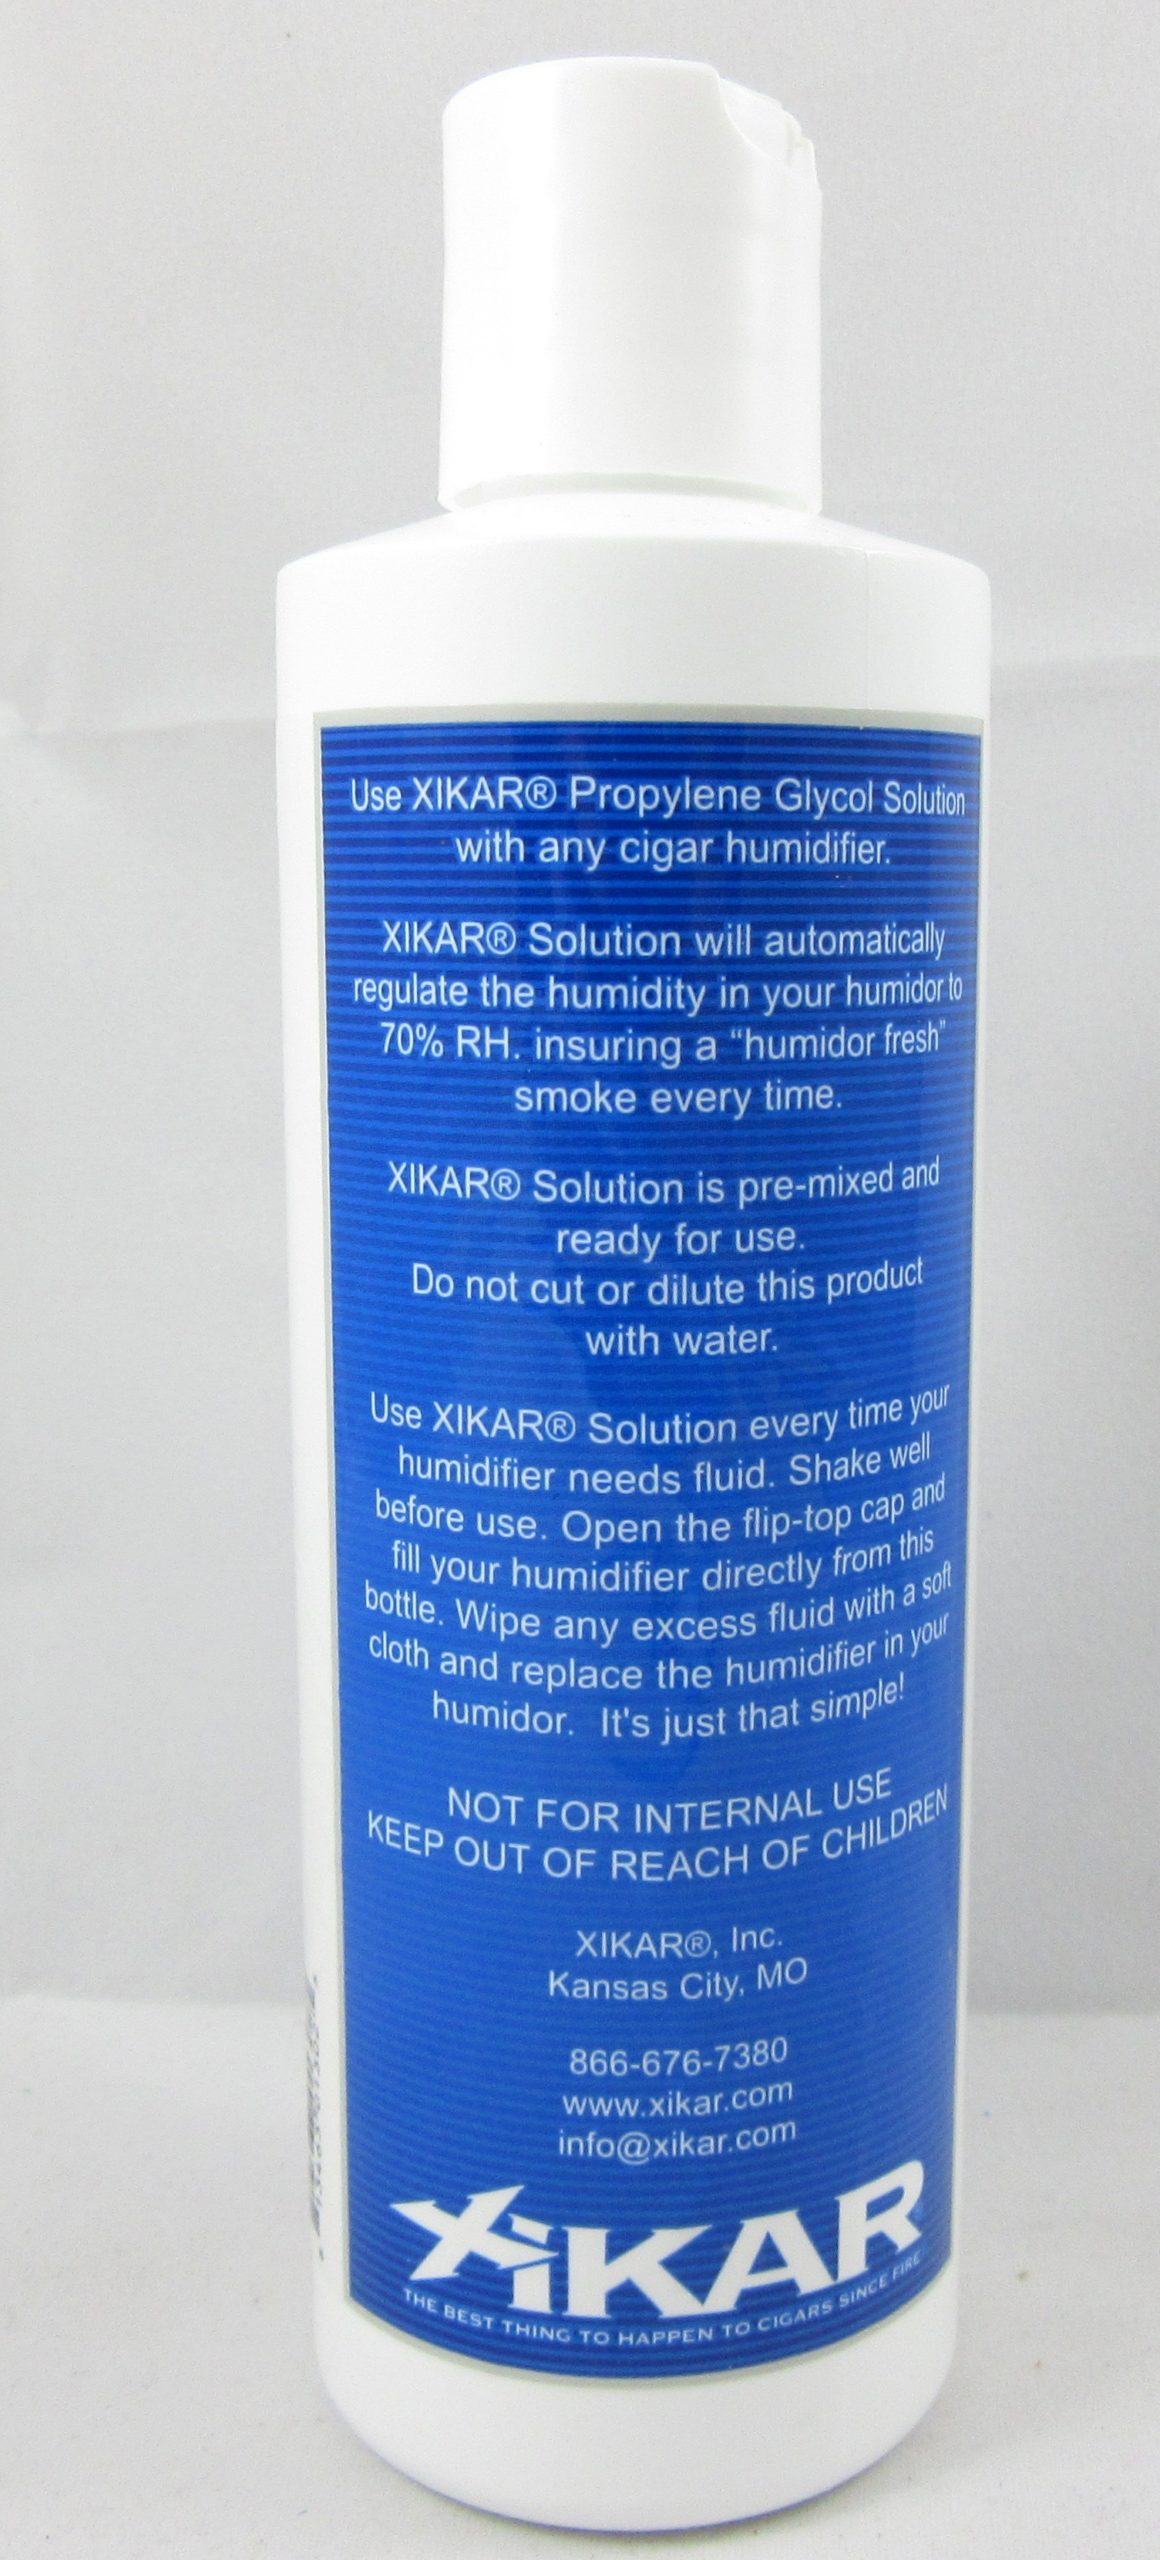 Use XIKAR® Propylene Glycol Solution
with any cigar humidifier.
XIKAR® Solution will automatically
regulate the humidity in your humidor to
70% RH. insuring a “humidor fresh”
smoke every time.
XIKAR® Solution is pre-mixed and
ready for use.
Do not cut or dilute this product
with water.
Use XIKAR® Solution every time your
humidifier needs fluid. Shake well
before use. Open the flip-top cap and
fill your humidifier directly from this
bottle. Wipe any excess fluid with a soft
cloth and replace the humidifier in your
humidor. It's just that simple!
NOT FOR INTERNAL USE
KEEP OUT OF REACH OF CHILDREN
XIKAR®, Inc.
Kansas City, MO
866-676-7380
www.xikar.com
info@xikar.com
XiKAR
THE BEST THING TO HAPPEN TO CIGARS SINCE FIRE